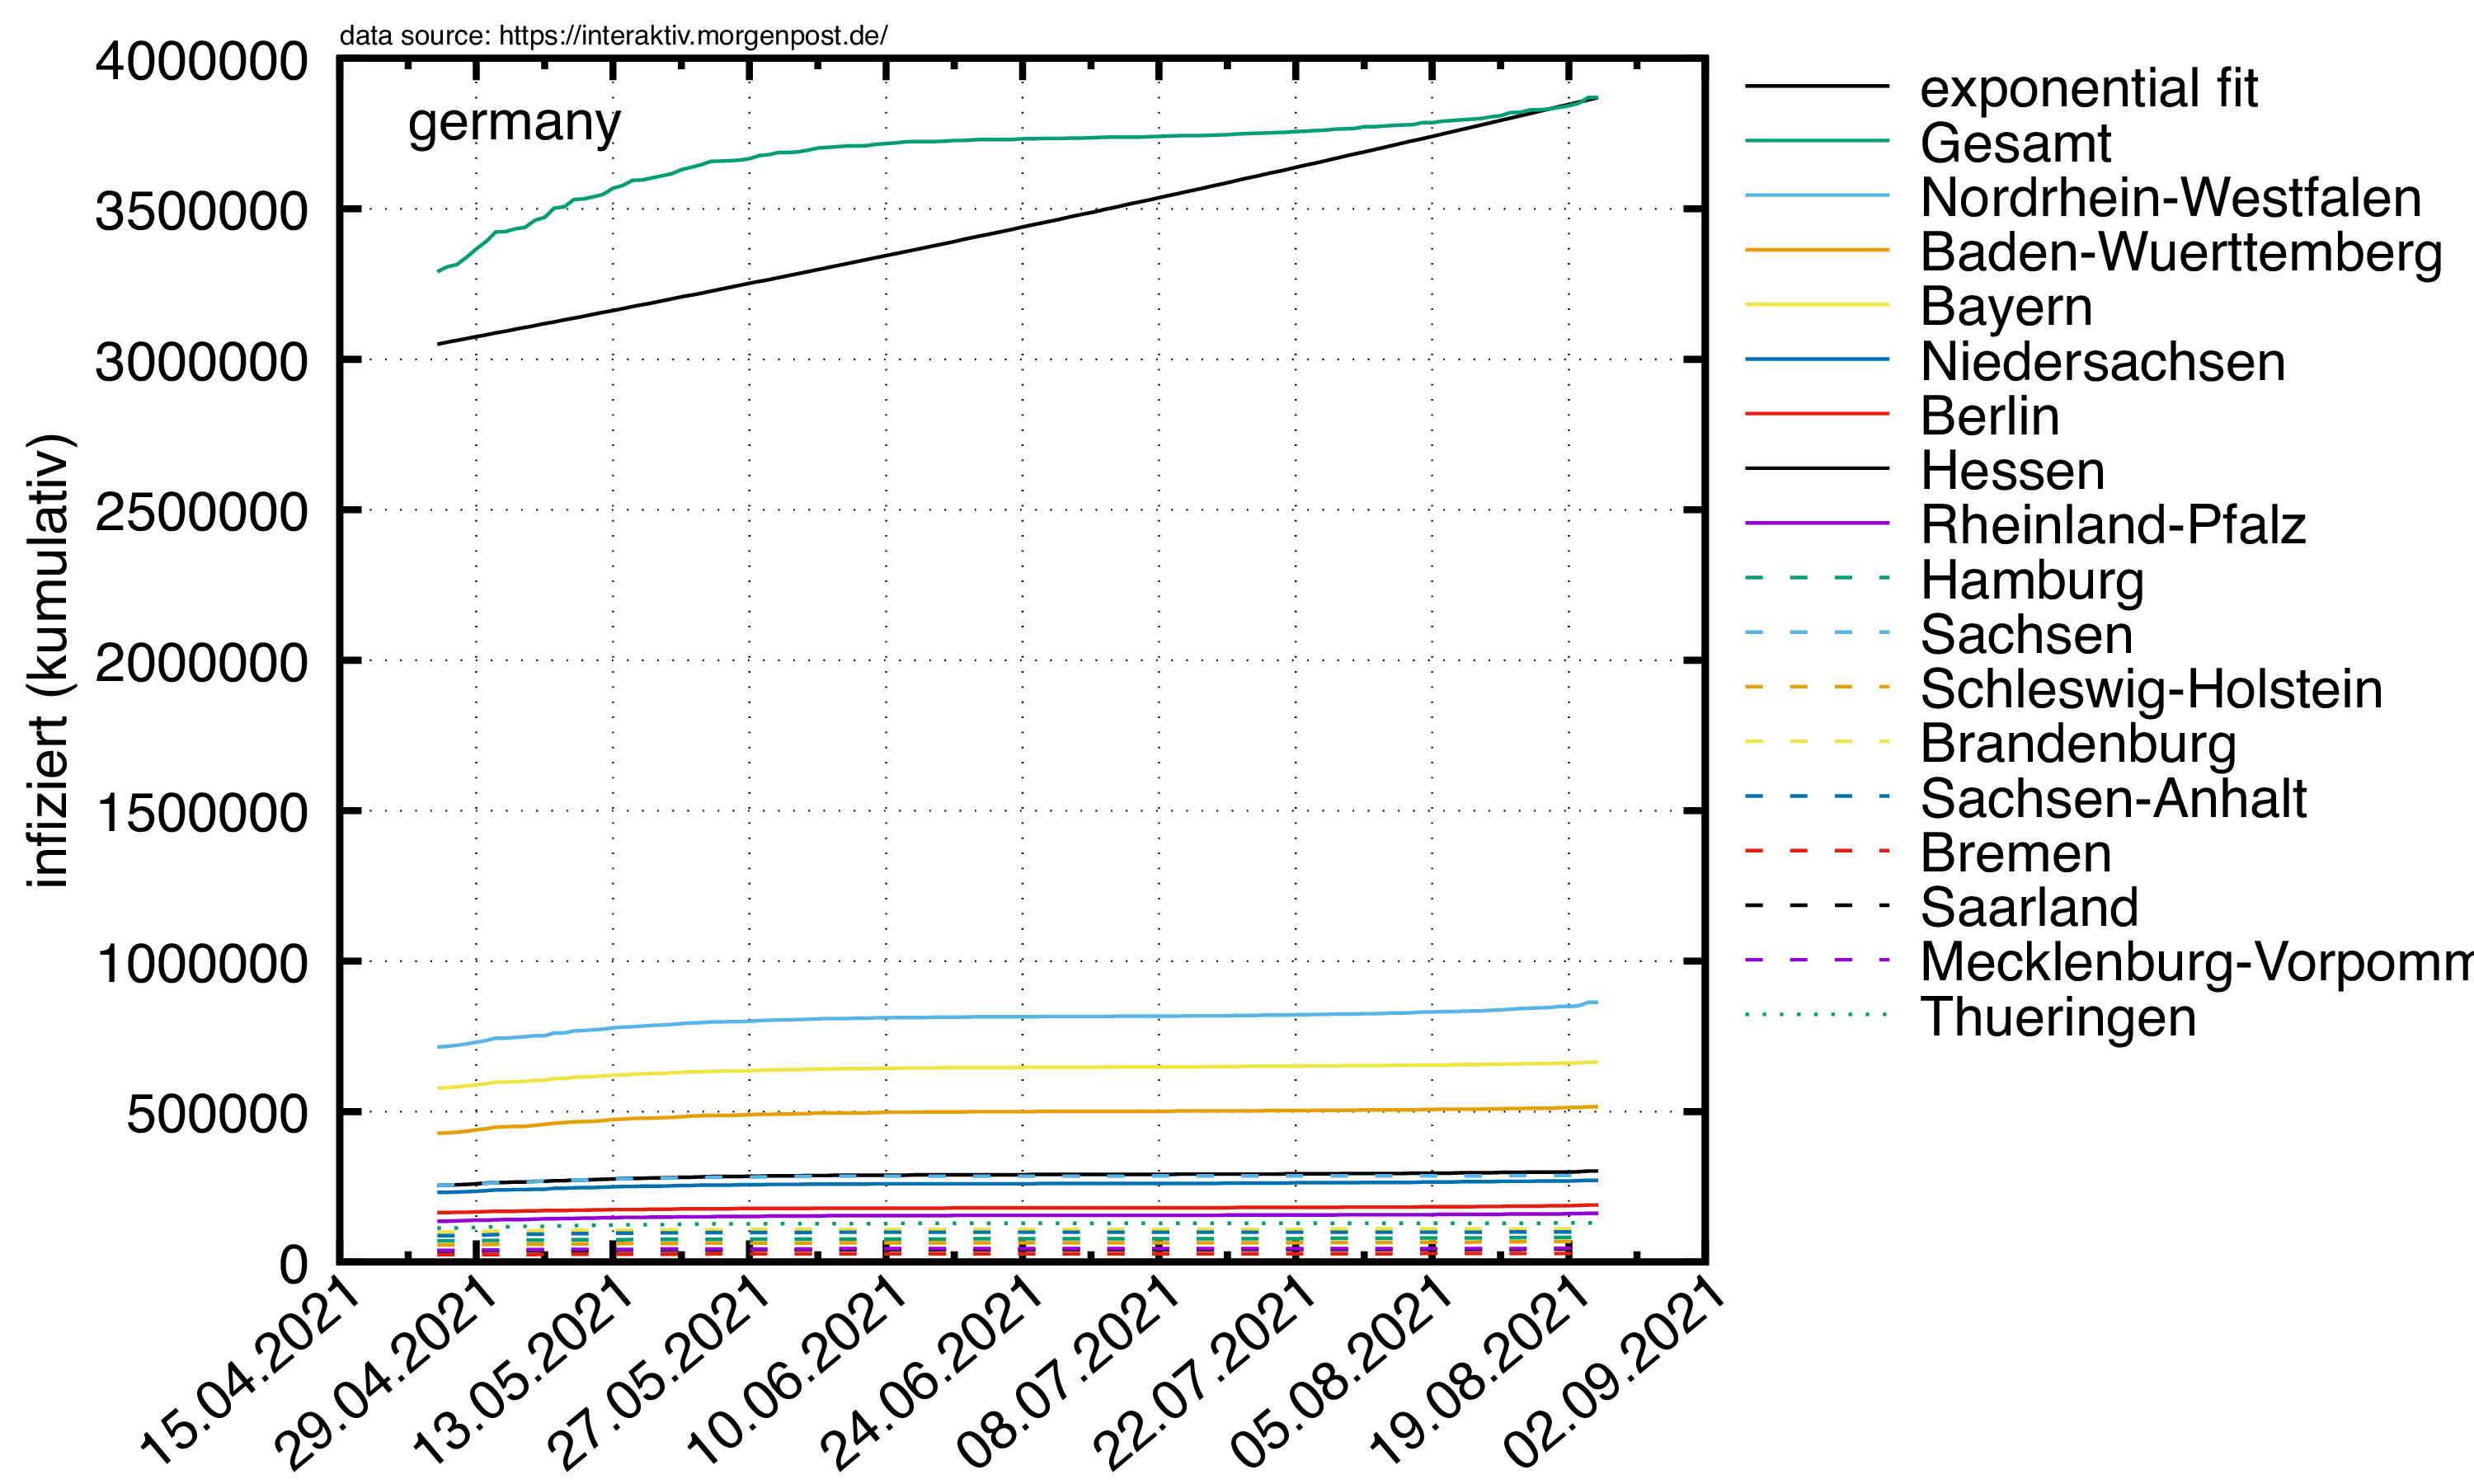 data source: https://interaktiv.morgenpost.de/
germany
infiziert (kumulativ)
4000000
3500000
3000000
2500000
2000000
1500000
1000000
500000
0
15.04.2021
29.04.2021
13.05.2021
27.05.2021
10.06.2021
24.06.2021
08.07.2021
22.07.2021
05.08.2021
19.08.2021
02.09.2021
exponential fit
Gesamt
Nordrhein-Westfalen
Baden-Wuerttemberg
Bayern
Niedersachsen
Berlin
Hessen
Rheinland-Pfalz
Hamburg
Sachsen
Schleswig-Holstein
Brandenburg
Sachsen-Anhalt
Bremen
Saarland
Mecklenburg-Vorpomm
Thueringen